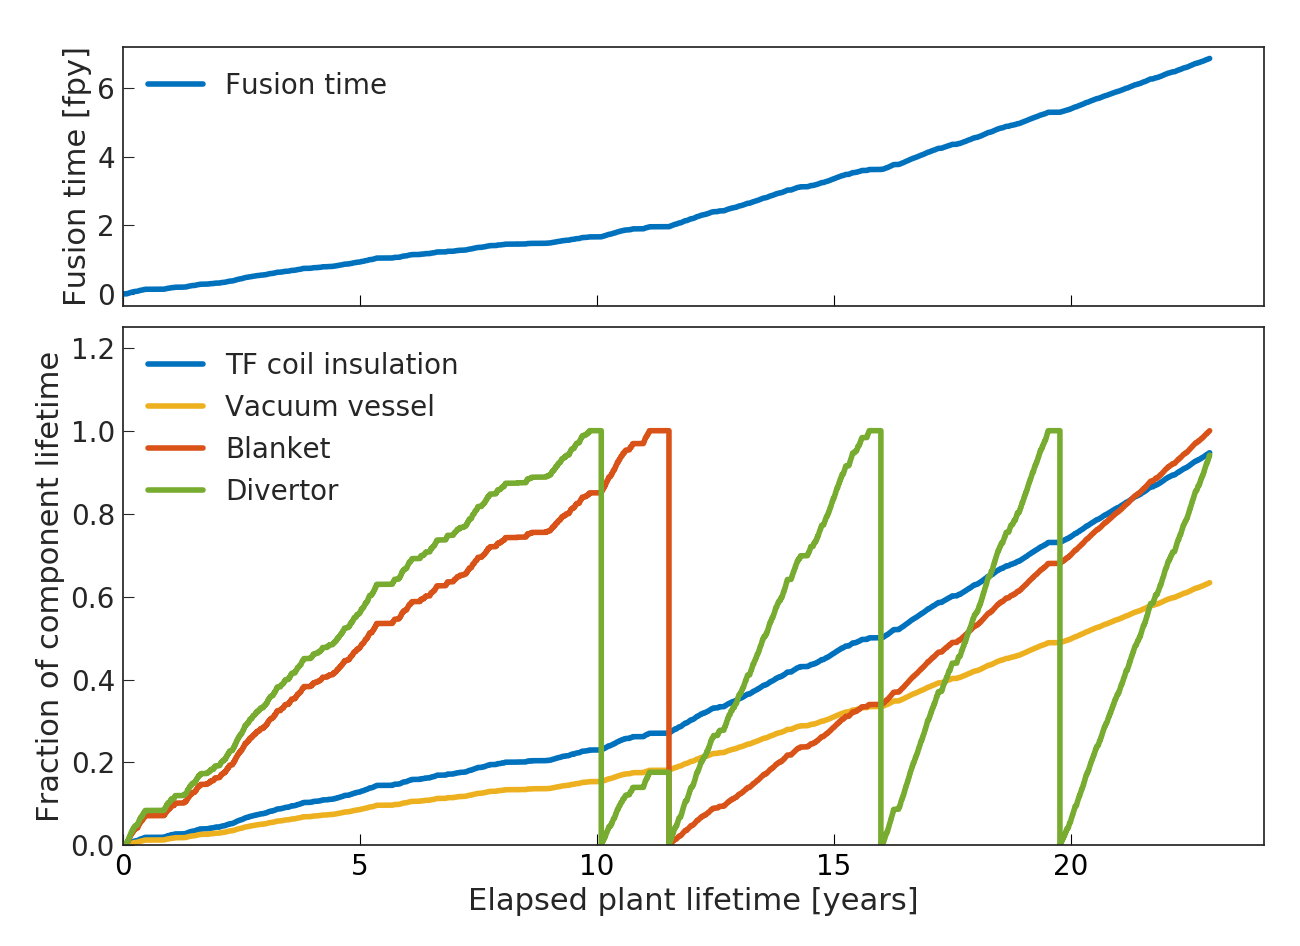 Fusion time [fpy]
6
4
2
0
Fusion time
Fraction of component lifetime
1.2
1.0
0.8
0.6
0.4
0.2
0.0
TF coil insulation
Vacuum vessel
Blanket
Divertor
0 5 10 15 20
Elapsed plant lifetime [years]